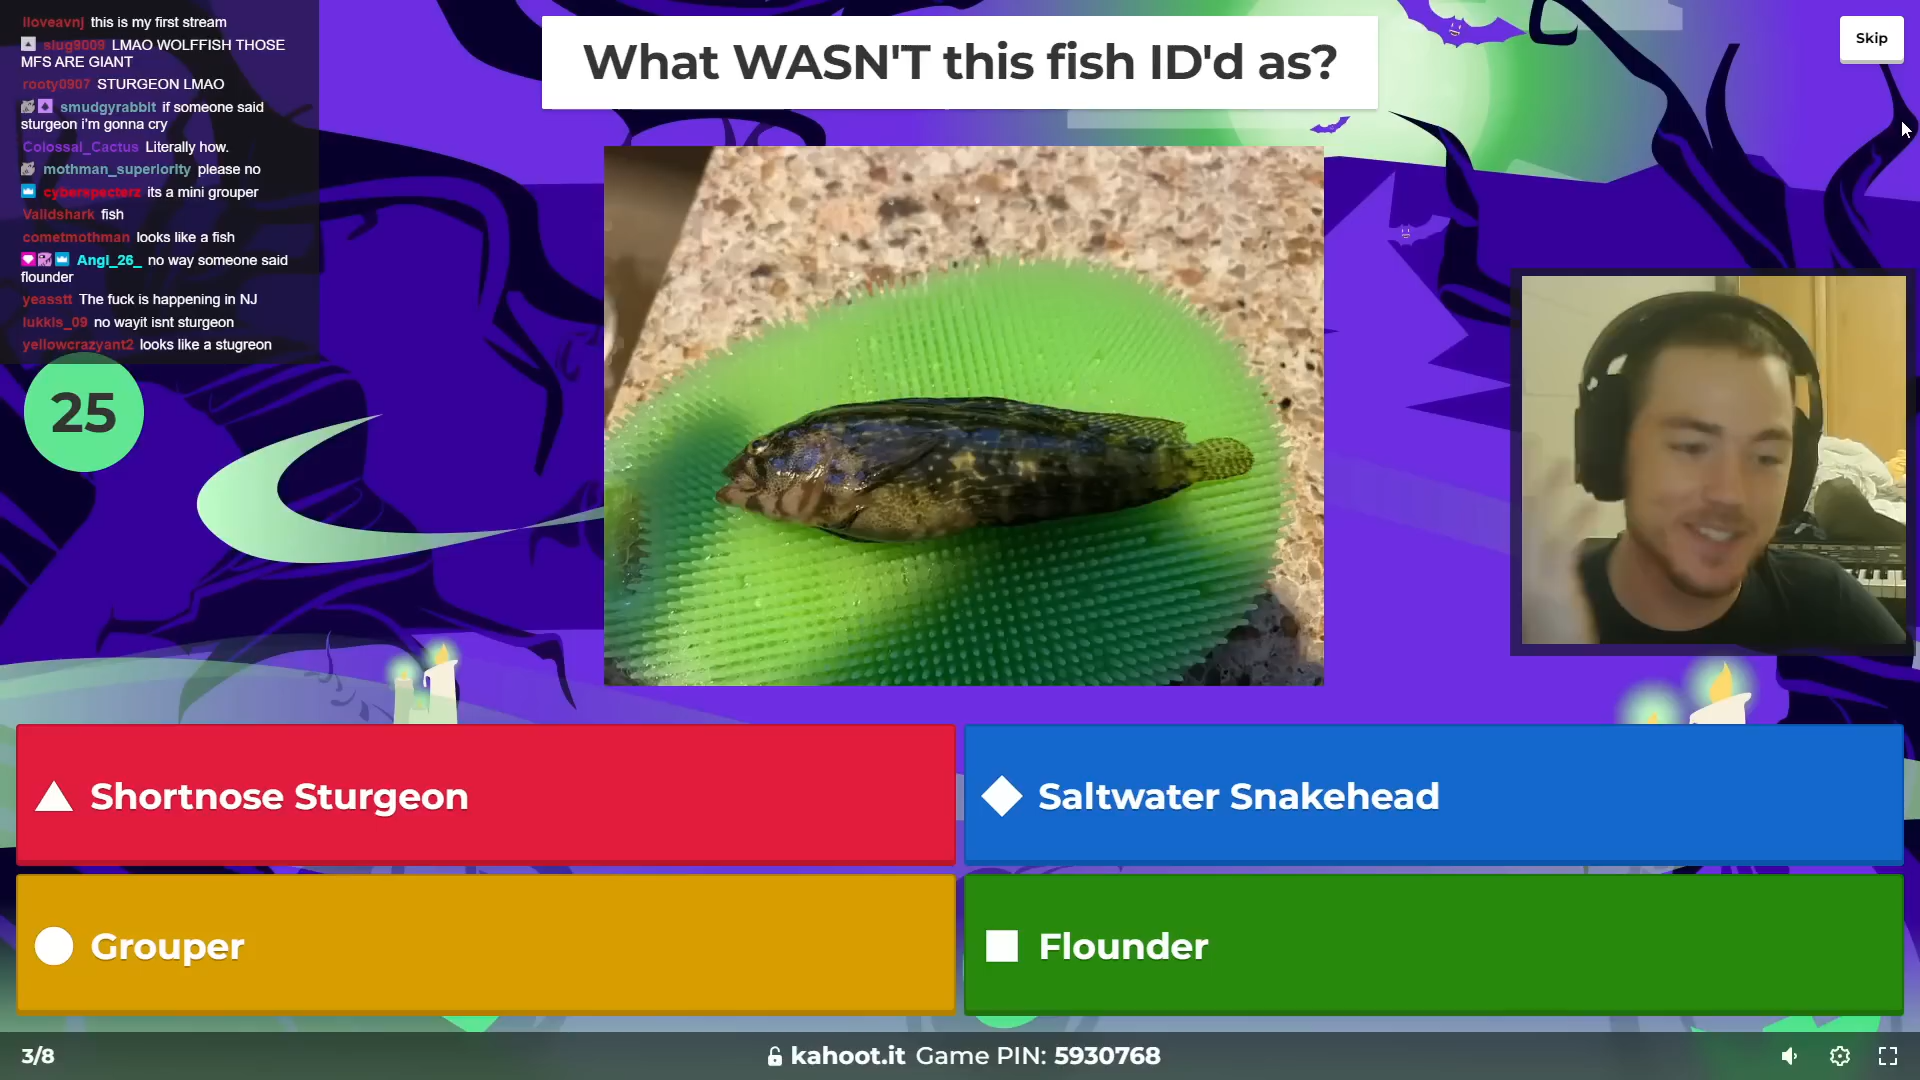 iloveavnj this is my first stream
slug9009 LMAO WOLFFISH THOSE
MFS ARE GIANT
rooty0907 STURGEON LMAO
smudgyrabbit if someone said
sturgeon i'm gonna cry
Colossal_Cactus Literally how.
mothman_superiority please no
cyberspecterz its a mini grouper
Validshark fish
cometmothman looks like a fish
Angi_26_ no way someone said
flounder
yeasstt The fuck is happening in NJ
lukkis_09 no wayit isnt sturgeon
yellowcrazyant2 looks like a stugreon
What WASN'T this fish ID'd as?
Skip
25
Shortnose Sturgeon
Saltwater Snakehead
Grouper
Flounder
3/8
kahoot.it Game PIN: 5930768